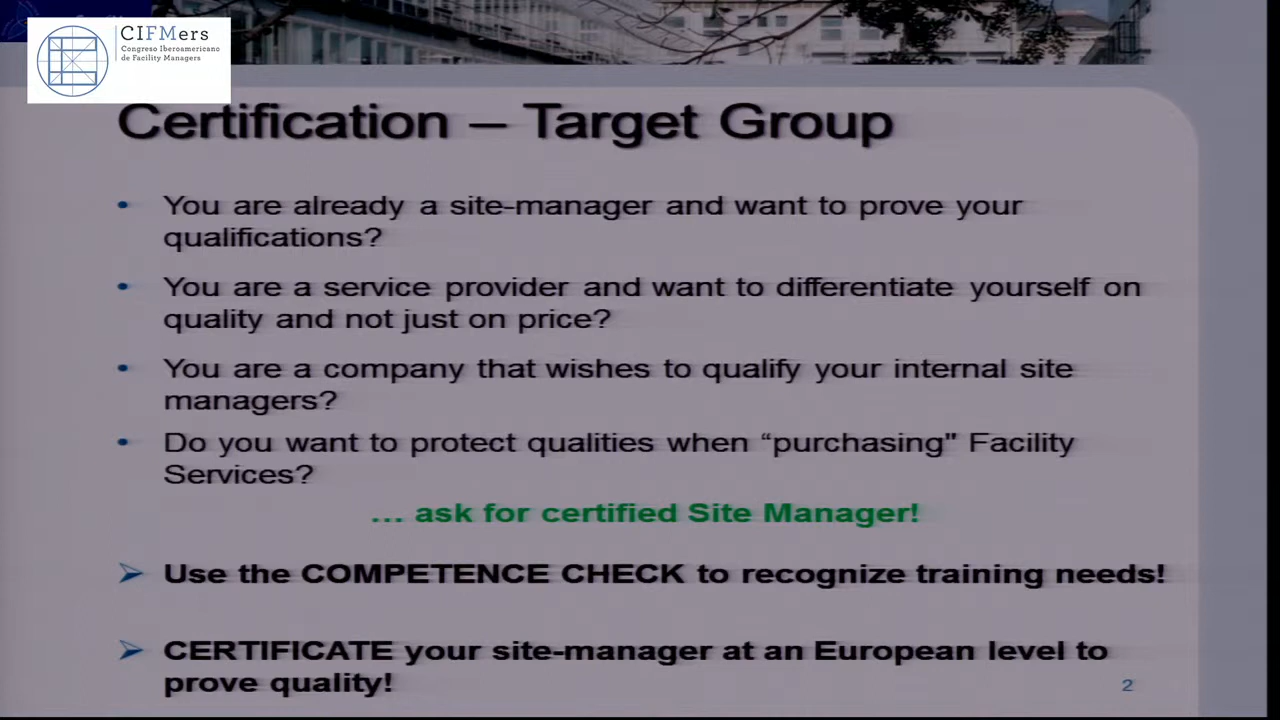 CIFMers
Congreso Iberoamericano
de Facility Managers
Certification – Target Group
• You are already a site-manager and want to prove your
qualifications?
• You are a service provider and want to differentiate yourself on
quality and not just on price?
• You are a company that wishes to qualify your internal site
managers?
• Do you want to protect qualities when “purchasing" Facility
Services?
... ask for certified Site Manager!
➢ Use the COMPETENCE CHECK to recognize training needs!
➢ CERTIFICATE your site-manager at an European level to
prove quality!
2